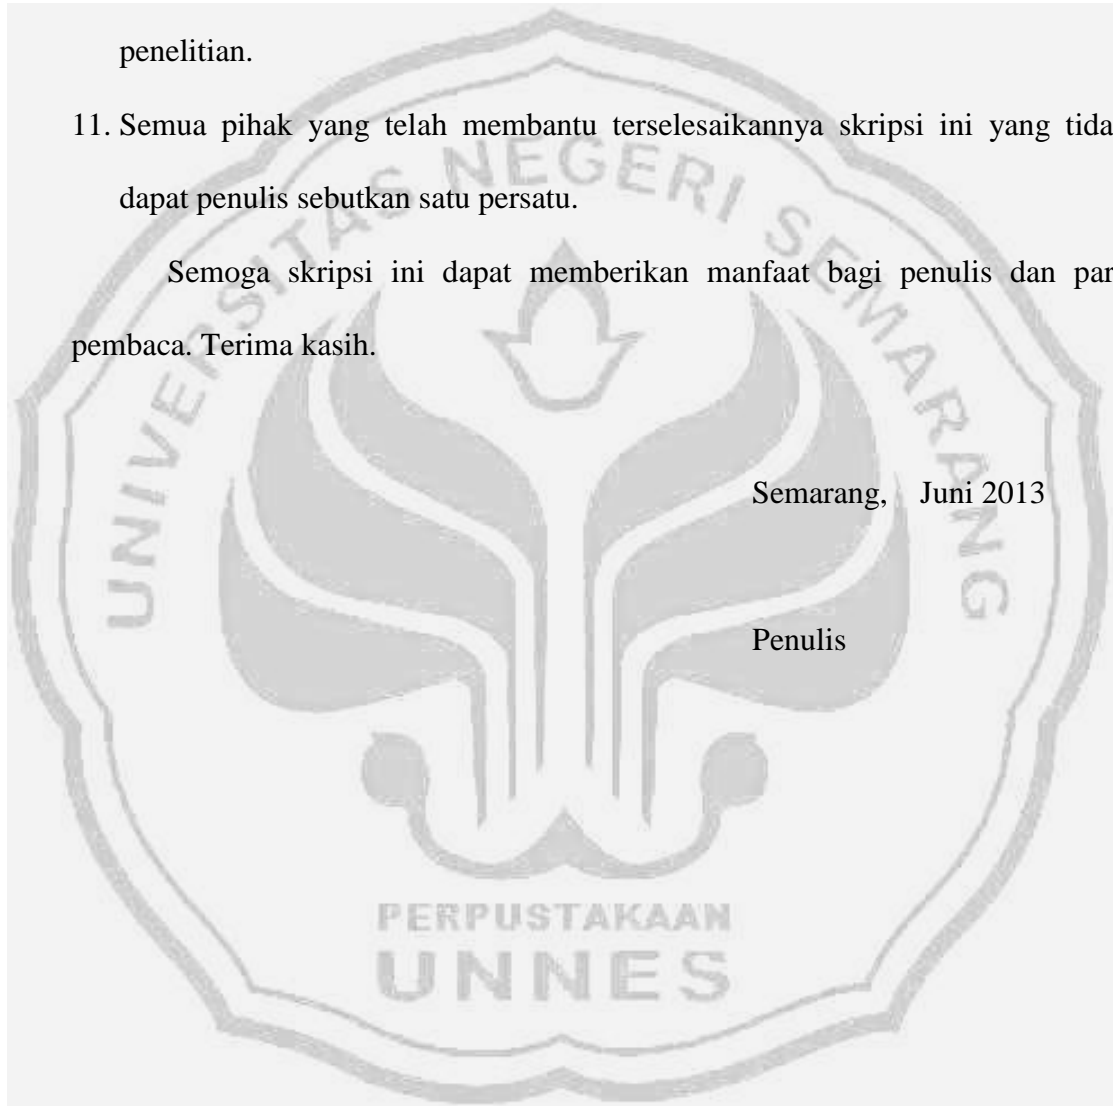 penelitian.
11. Semua pihak yang telah membantu terselesaikannya skripsi ini yang tida
dapat penulis sebutkan satu persatu.
Semoga skripsi ini dapat memberikan manfaat bagi penulis dan par
pembaca. Terima kasih.
Semarang, Juni 2013
Penulis
UNIVERSITAS NEGERI SEMARANG
PERPUSTAKAAN
UNNES